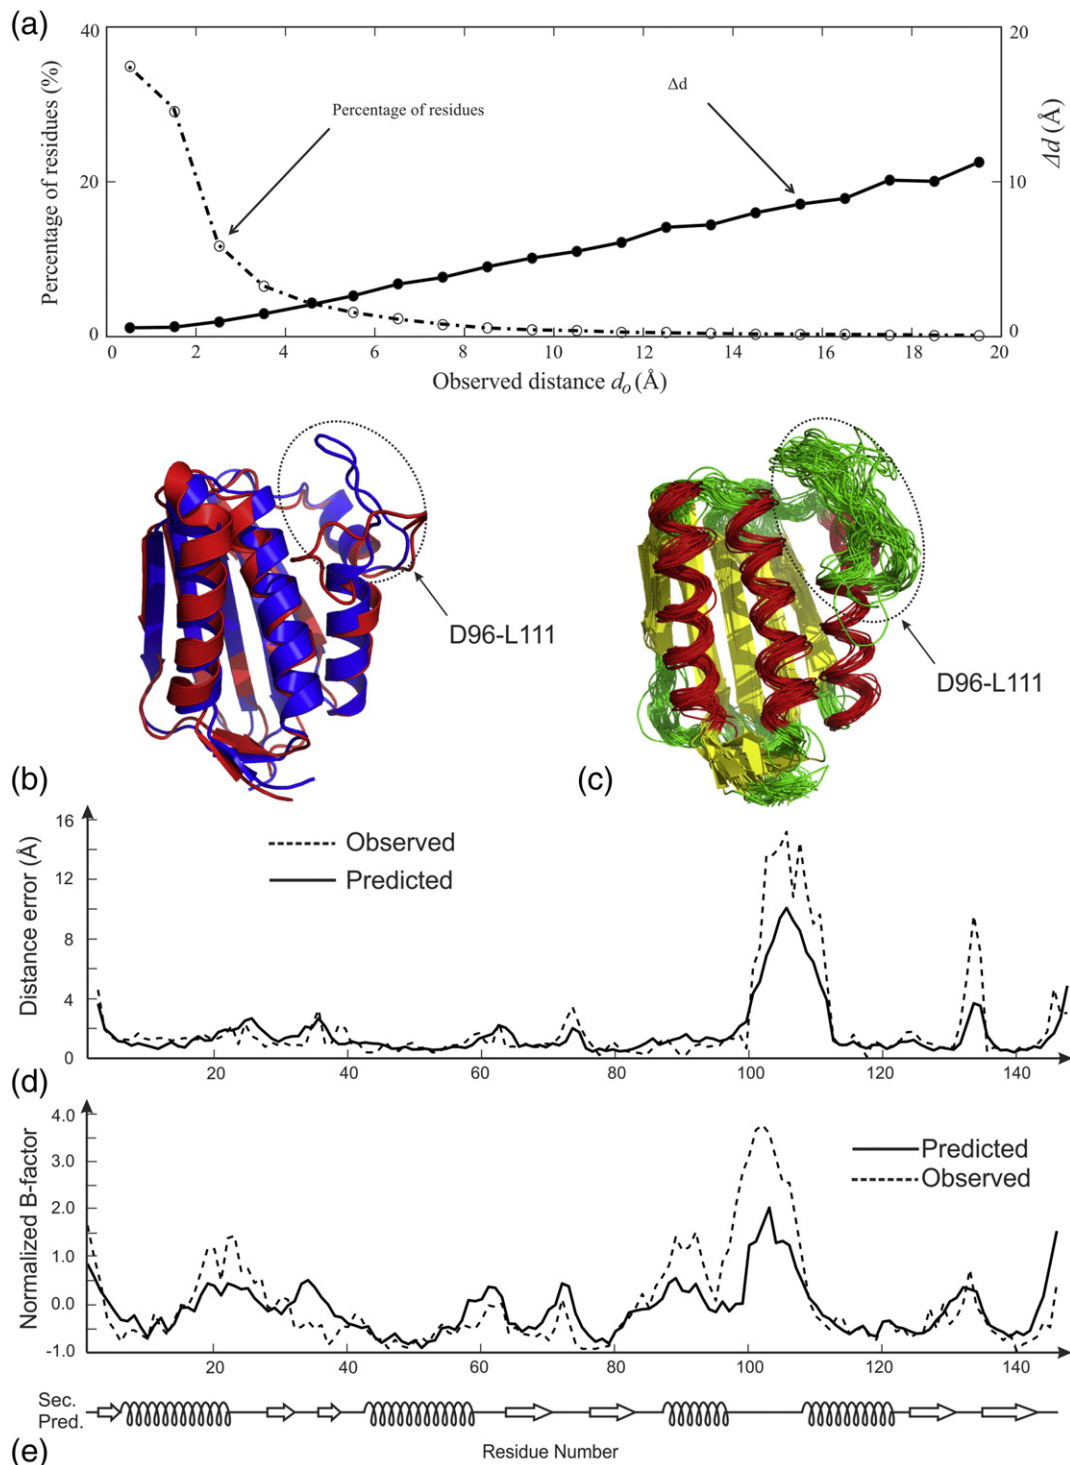 (a)
40
20
0
Percentage of residues (%)
Percentage of residues
Δd
20
10
0
Δd (Å)
0 2 4 6 8 10 12 14 16 18 20
Observed distance dₒ (Å)
D96-L111
D96-L111
(b)
(c)
16
12
8
4
0
Distance error (Å)
Observed
Predicted
20 40 60 80 100 120 140
(d)
4.0
3.0
2.0
1.0
0.0
-1.0
Normalized B-factor
Predicted
Observed
20 40 60 80 100 120 140
Sec.
Pred.
(e)
Residue Number